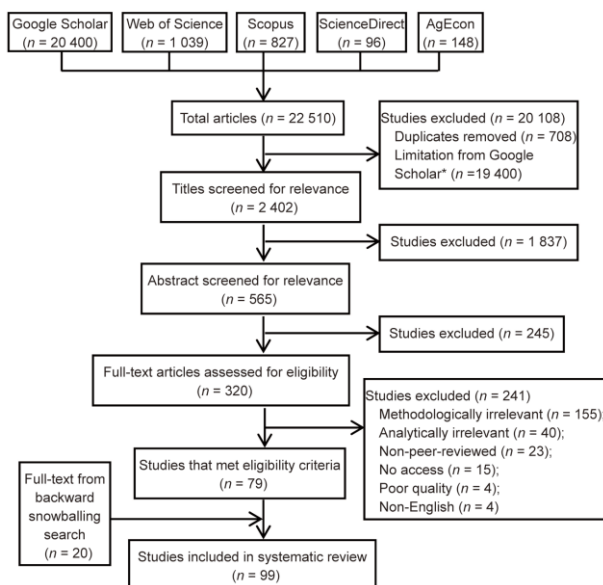 Google Scholar
(n = 20 400)
Web of Science
(n = 1 039)
Scopus
(n = 827)
ScienceDirect
(n = 96)
AgEcon
(n = 148)
Total articles (n = 22 510)
Studies excluded (n = 20 108)
Duplicates removed (n = 708)
Limitation from Google
Scholar* (n =19 400)
Titles screened for relevance
(n = 2 402)
Studies excluded (n = 1 837)
Abstract screened for relevance
(n = 565)
Studies excluded (n = 245)
Full-text articles assessed for eligibility
(n = 320)
Studies excluded (n = 241)
Methodologically irrelevant (n = 155);
Analytically irrelevant (n = 40);
Non-peer-reviewed (n = 23);
No access (n = 15);
Poor quality (n = 4);
Non-English (n = 4)
Studies that met eligibility criteria
(n = 79)
Full-text from
backward
snowballing
search
(n = 20)
Studies included in systematic review
(n = 99)